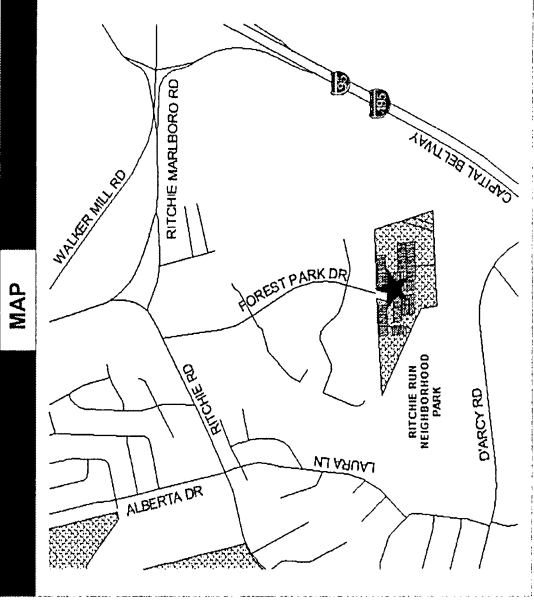 MAP
WALKER MILL RD
RITCHIE MARLBORO RD
95
495
CAPITAL BELTWAY
FOREST PARK DR
RITCHIE RD
RITCHIE RUN
NEIGHBORHOOD
PARK
D'ARCY RD
LAURA LN
ALBERTA DR